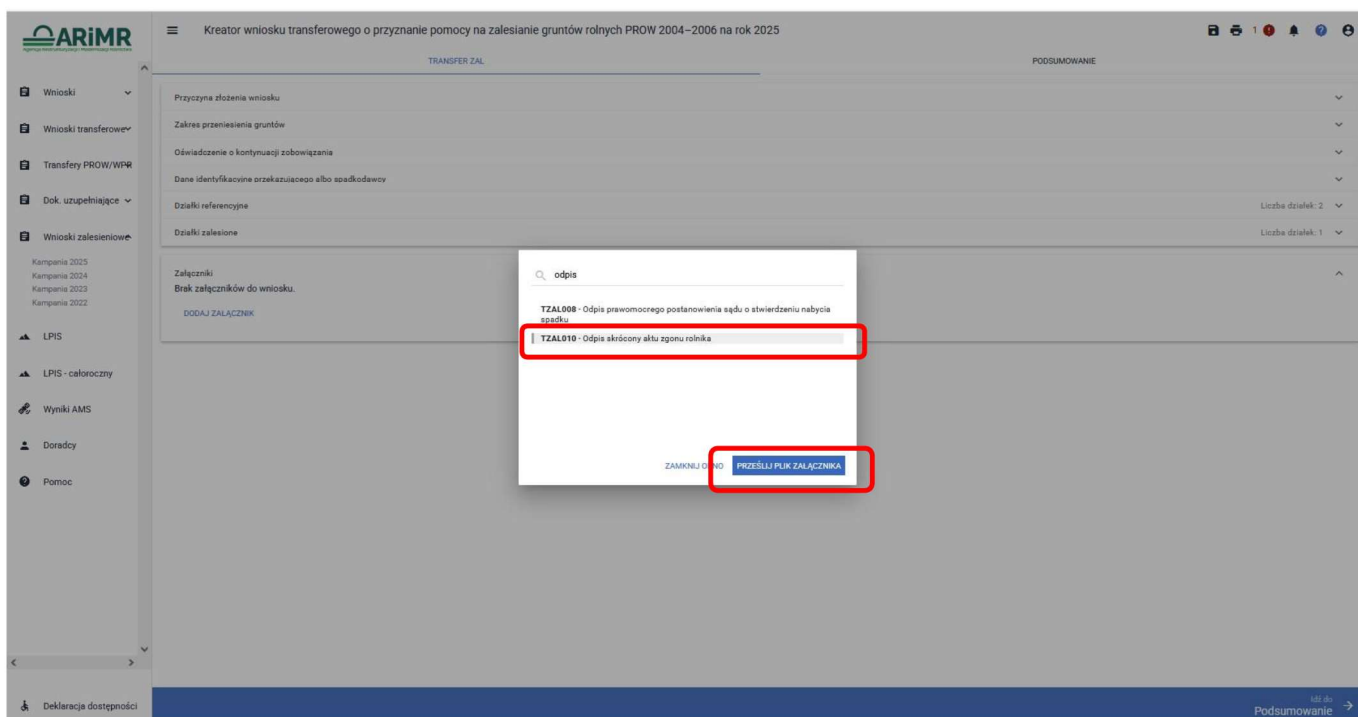 ARiMR
Kreator wniosku transferowego o przyznanie pomocy na zalesianie gruntów rolnych PROW 2004–2006 na rok 2025
1
TRANSFER ZAL
PODSUMOWANIE
Wnioski
Wnioski transferowe
Transfery PROW/WPR
Dok. uzupełniające
Wnioski zalesieniowe
Kampania 2025
Kampania 2024
Kampania 2023
Kampania 2022
LPIS
LPIS - całoroczny
Wyniki AMS
Doradcy
Pomoc
Deklaracja dostępności
Przyczyna złożenia wniosku
Zakres przeniesienia gruntów
Oświadczenie o kontynuacji zobowiązania
Dane identyfikacyjne przekazującego albo spadkodawcy
Działki referencyjne
Liczba działek: 2
Działki zalesione
Liczba działek: 1
Załączniki
Brak załączników do wniosku.
DODAJ ZAŁĄCZNIK
odpis
TZAL008 - Odpis prawomocnego postanowienia sądu o stwierdzeniu nabycia
spadku
TZAL010 - Odpis skrócony aktu zgonu rolnika
ZAMKNIJ OKNO
PRZEŚLIJ PLIK ZAŁĄCZNIKA
Idź do
Podsumowanie